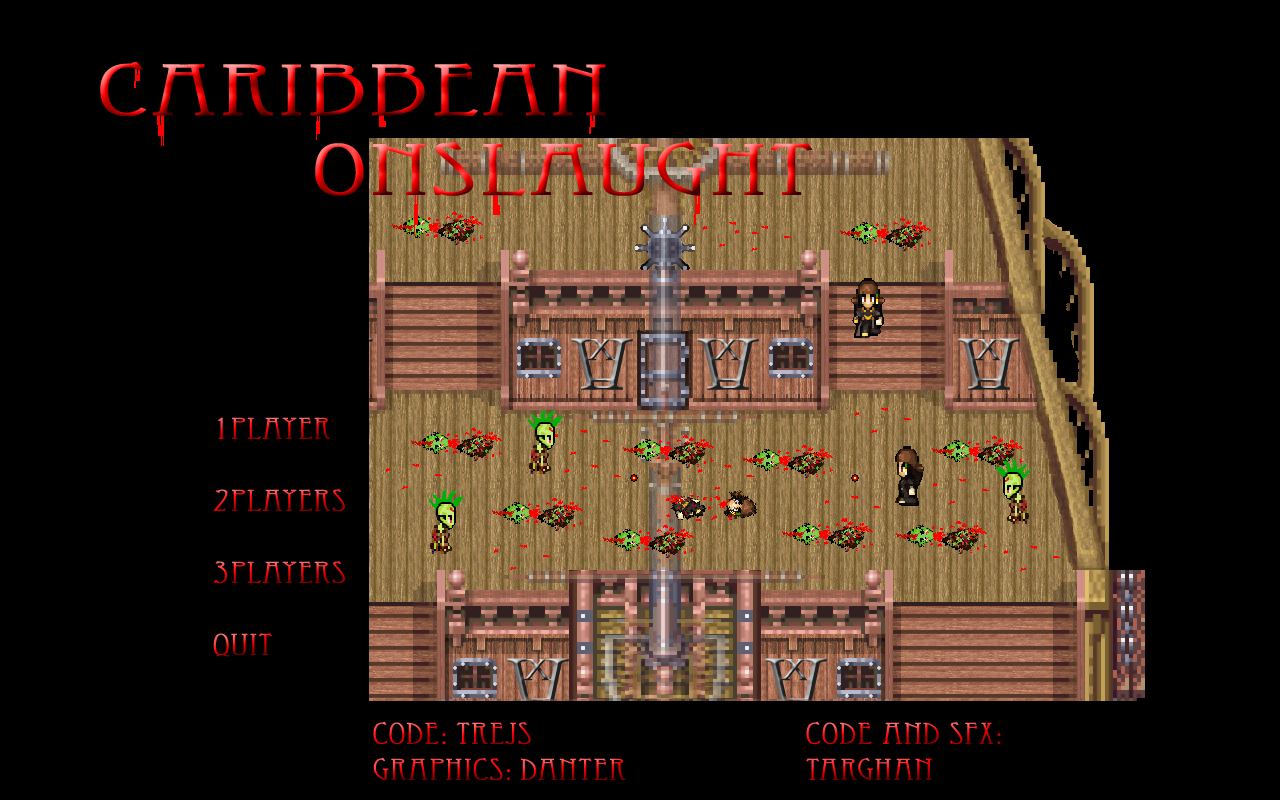 CARIBBEAN
ONSLAUGHT
1PLAYER
2PLAYERS
3PLAYERS
QUIT
CODE: TREJS
GRAPHICS: DANTER
CODE AND SFX:
TARGHAN